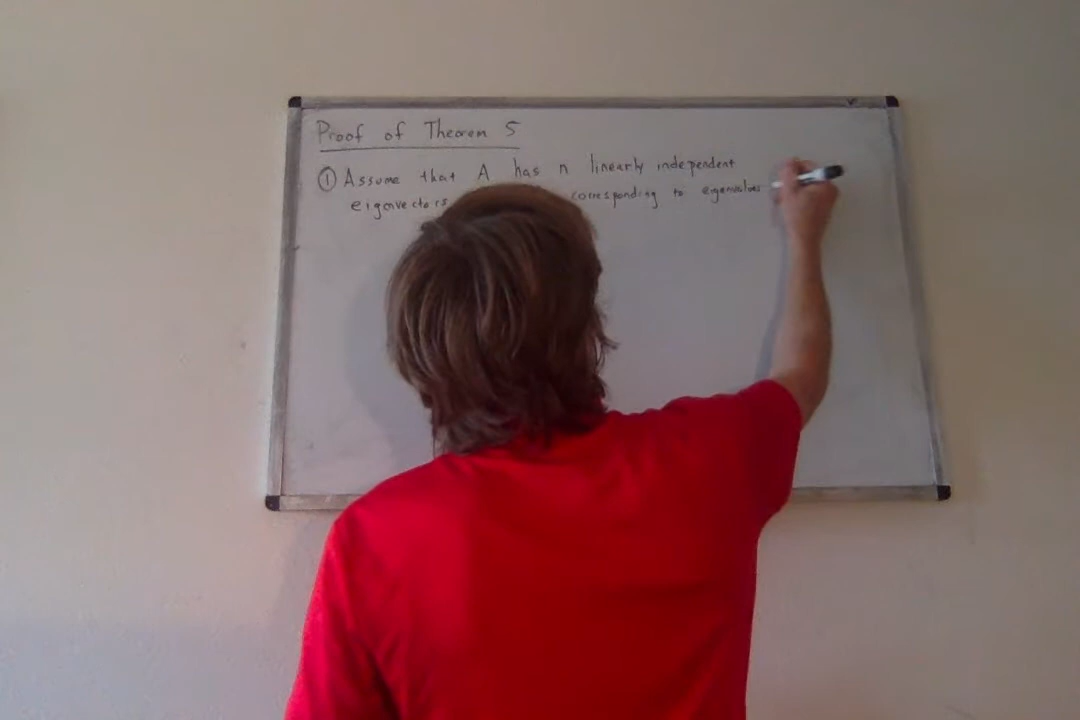 Proof of Theorem 5
① Assume that A has n linearly independent
eigenvectors corresponding to eigenvalues